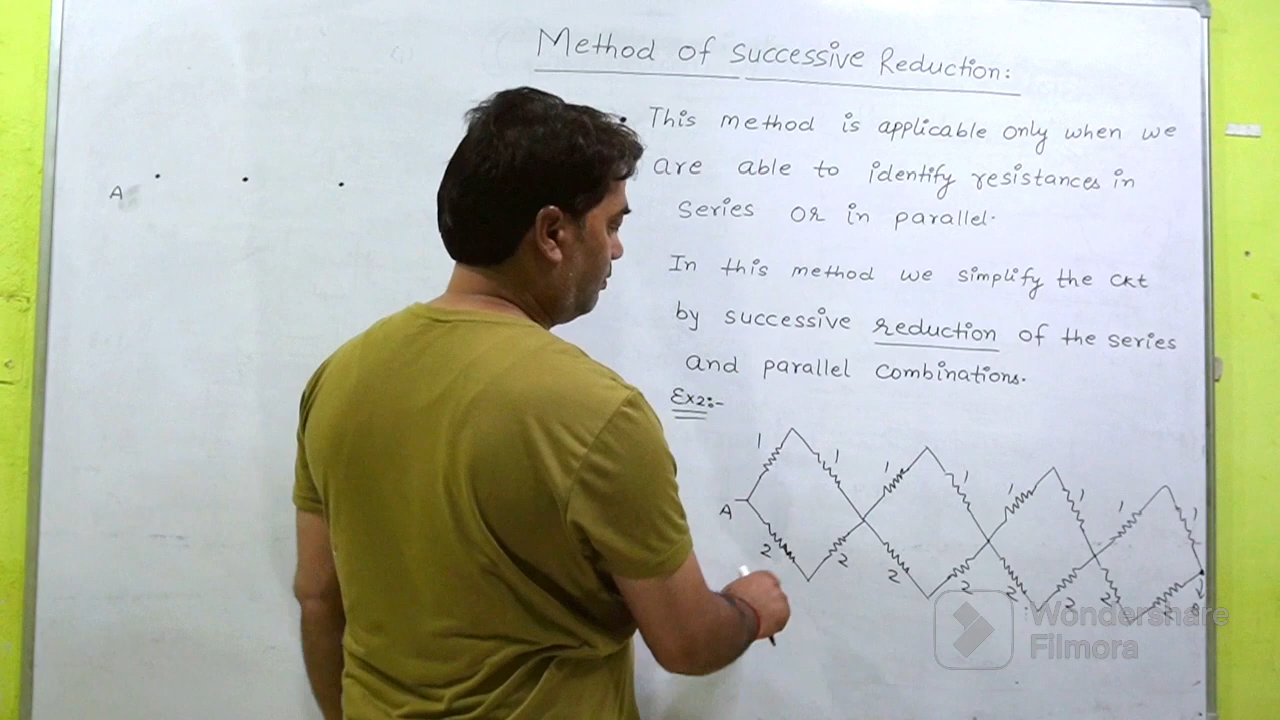 Method of Successive Reduction:
This method is applicable only when we
are able to identify resistances in
Series or in parallel.
In this method we simplify the ckt
by successive reduction of the series
and parallel combinations.
Ex2:-
A
1 1 1 1 1 1 1 1
A
2 2 2 2 2 2 2
Wondershare
Filmora